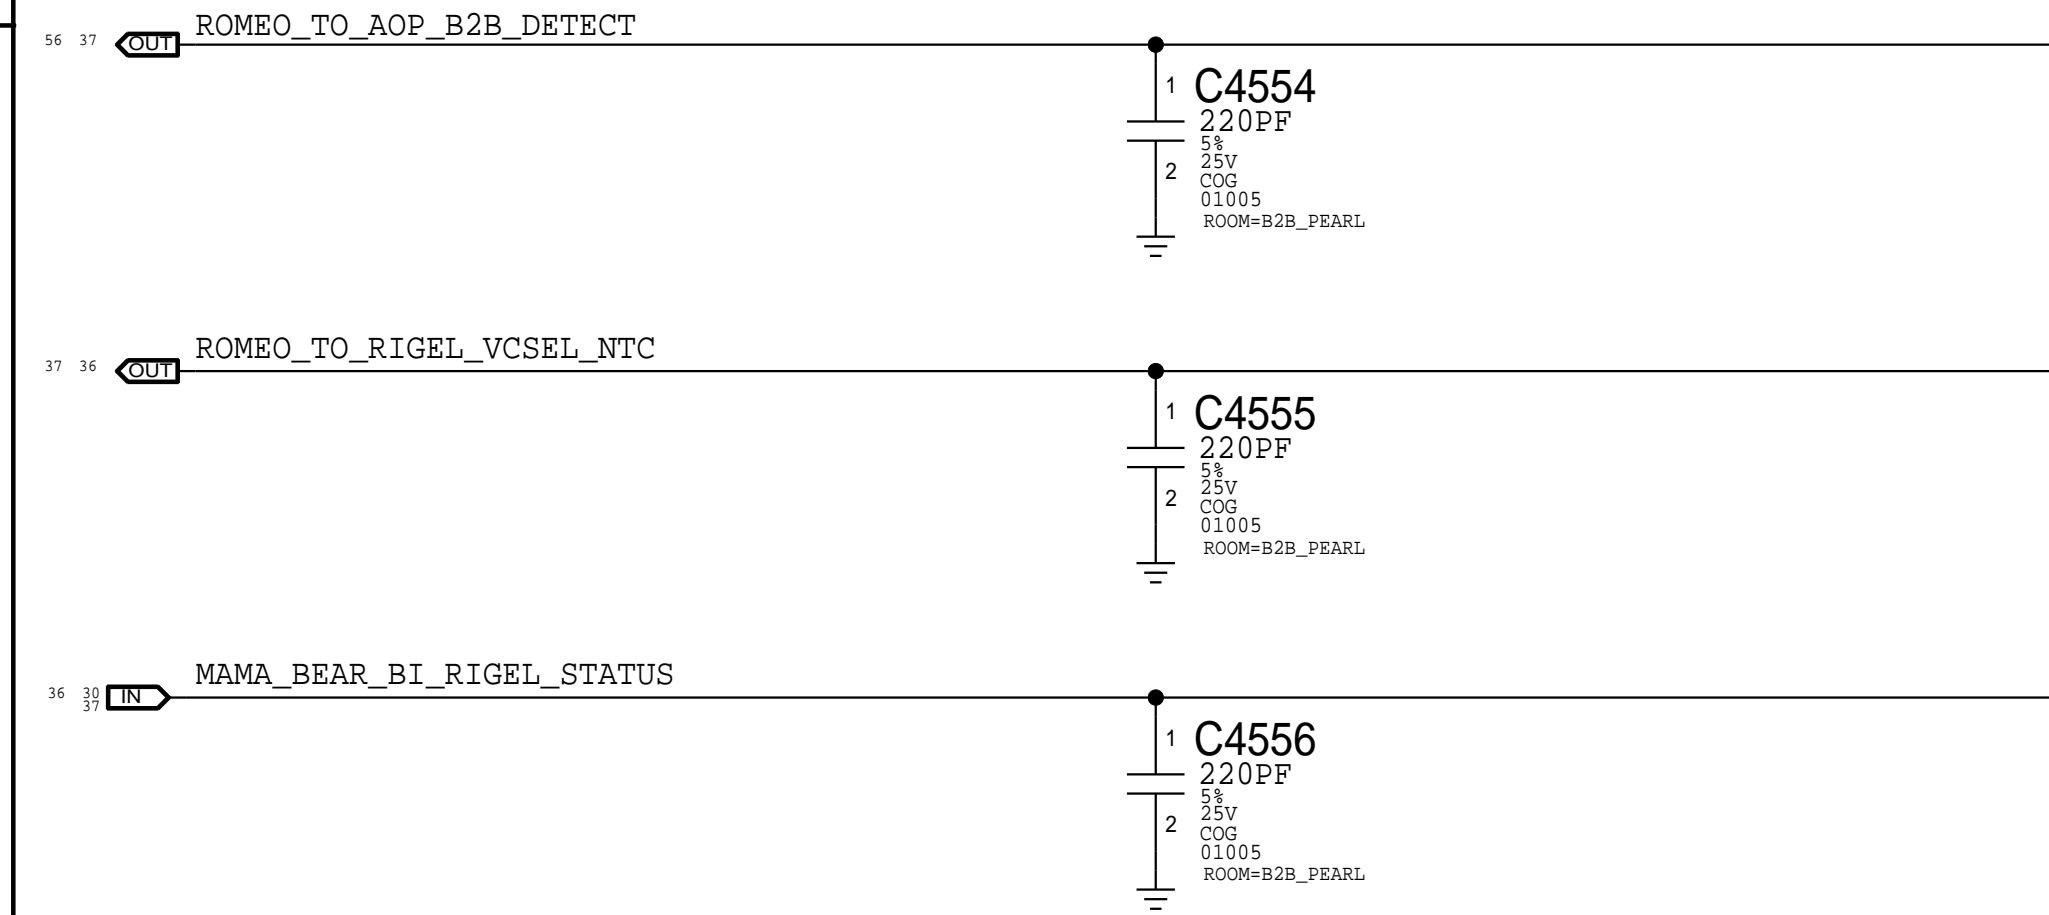 ROMEO_TO_AOP_B2B_DETECT
56 37 OUT
1 C4554
220PF
5%
25V
2
COG
01005
ROOM=B2B_PEARL
ROMEO_TO_RIGEL_VCSEL_NTC
37 36 OUT
1 C4555
220PF
5%
25V
2
COG
01005
ROOM=B2B_PEARL
MAMA_BEAR_BI_RIGEL_STATUS
36 30 IN
37
1 C4556
220PF
5%
25V
2
COG
01005
ROOM=B2B_PEARL